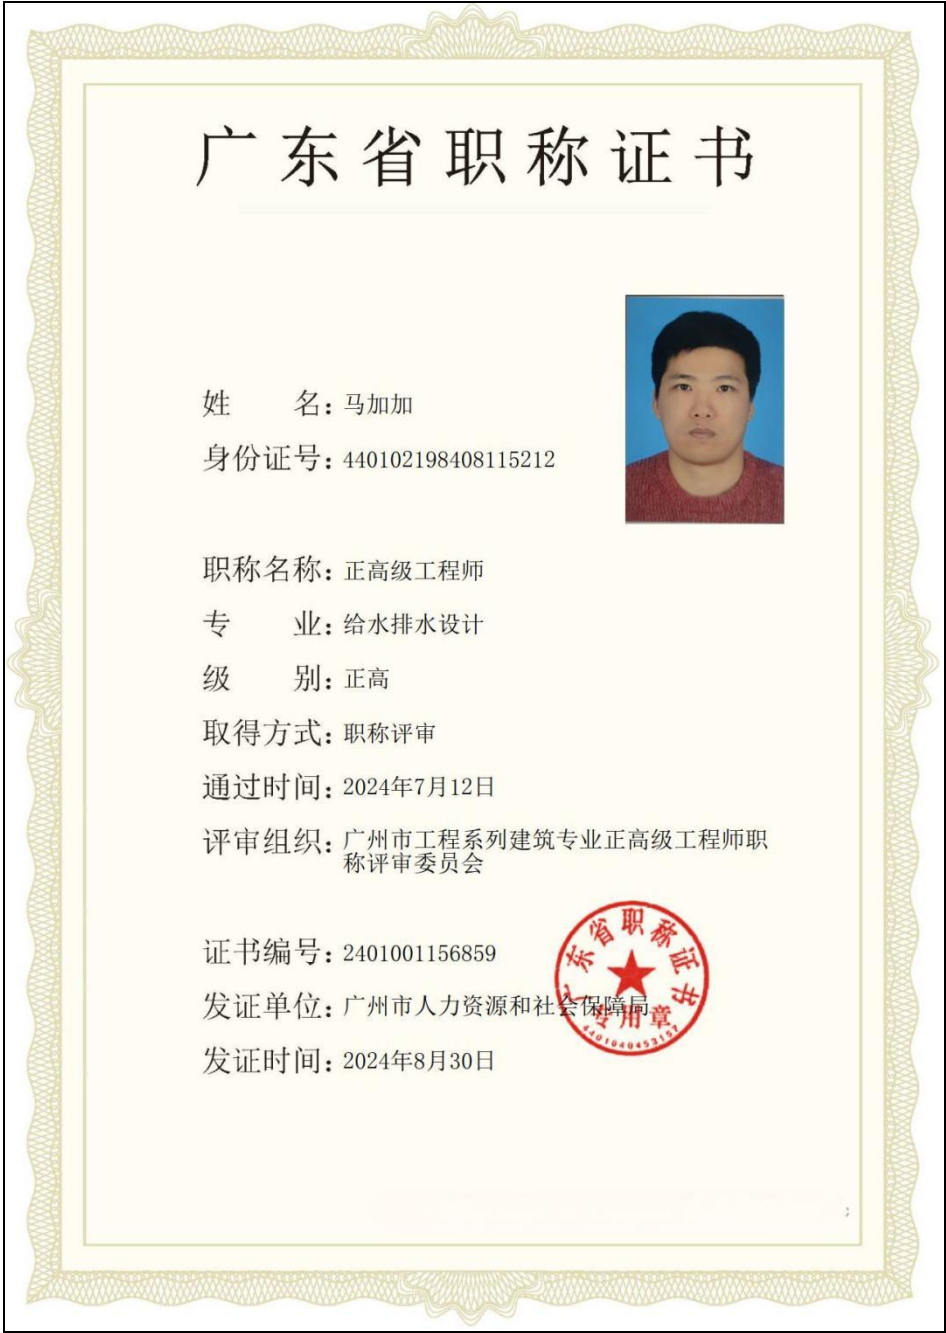 广东省职称证书
姓 名：马加加
身份证号：440102198408115212
职称名称：正高级工程师
专 业：给水排水设计
级 别：正高
取得方式：职称评审
通过时间：2024年7月12日
评审组织：广州市工程系列建筑专业正高级工程师职
称评审委员会
广东省职称证书
证书编号：2401001156859
发证单位：广州市人力资源和社会保障局
专用章
4401040453157
发证时间：2024年8月30日